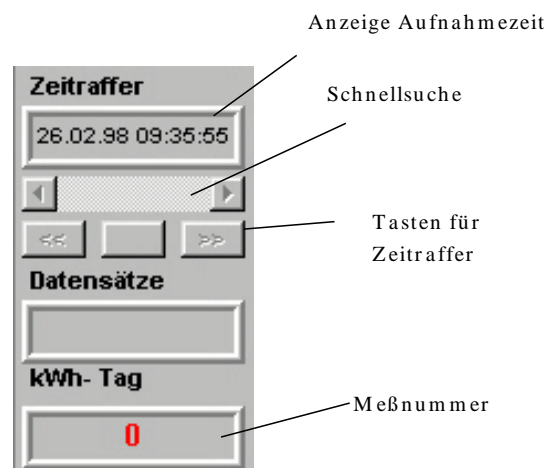 Anzeige Aufnahmezeit
Zeitraffer
Schnellsuche
26.02.98 09:35:55
<< >>
Tasten für
Zeitraffer
Datensätze
kWh- Tag
0
Meßnummer